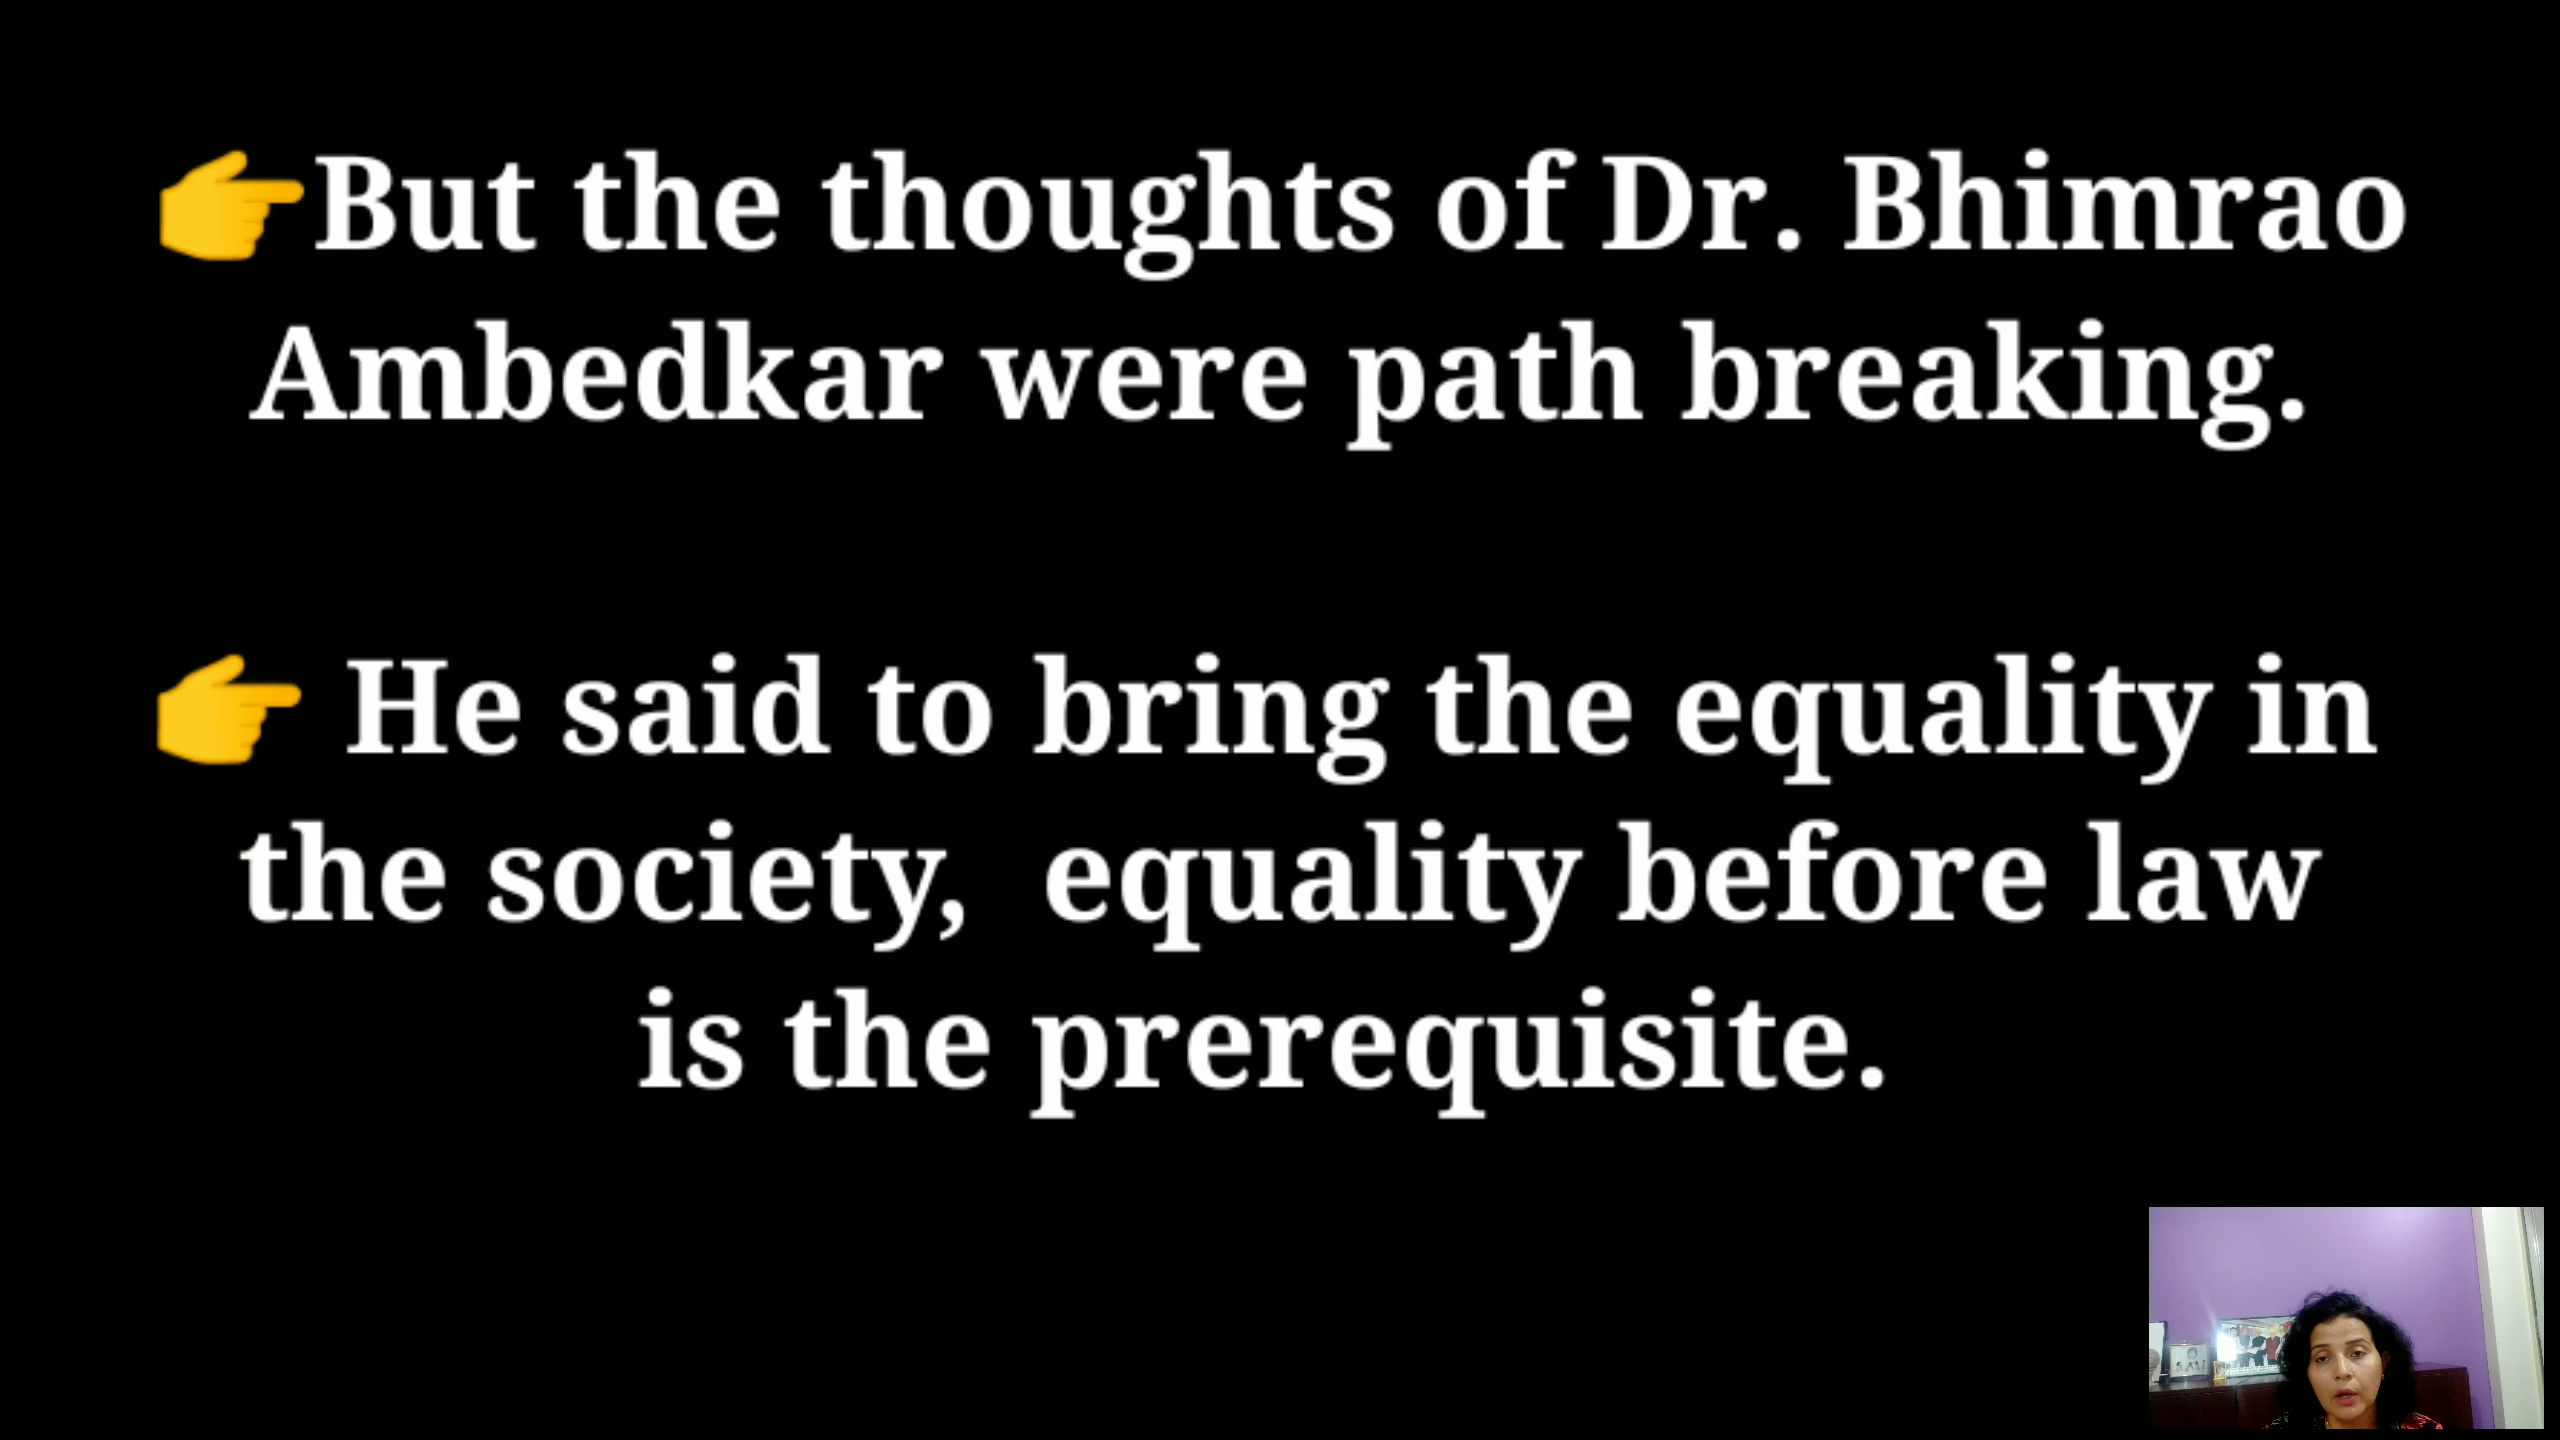 👉But the thoughts of Dr. Bhimrao
Ambedkar were path breaking.
👉 He said to bring the equality in
the society, equality before law
is the prerequisite.